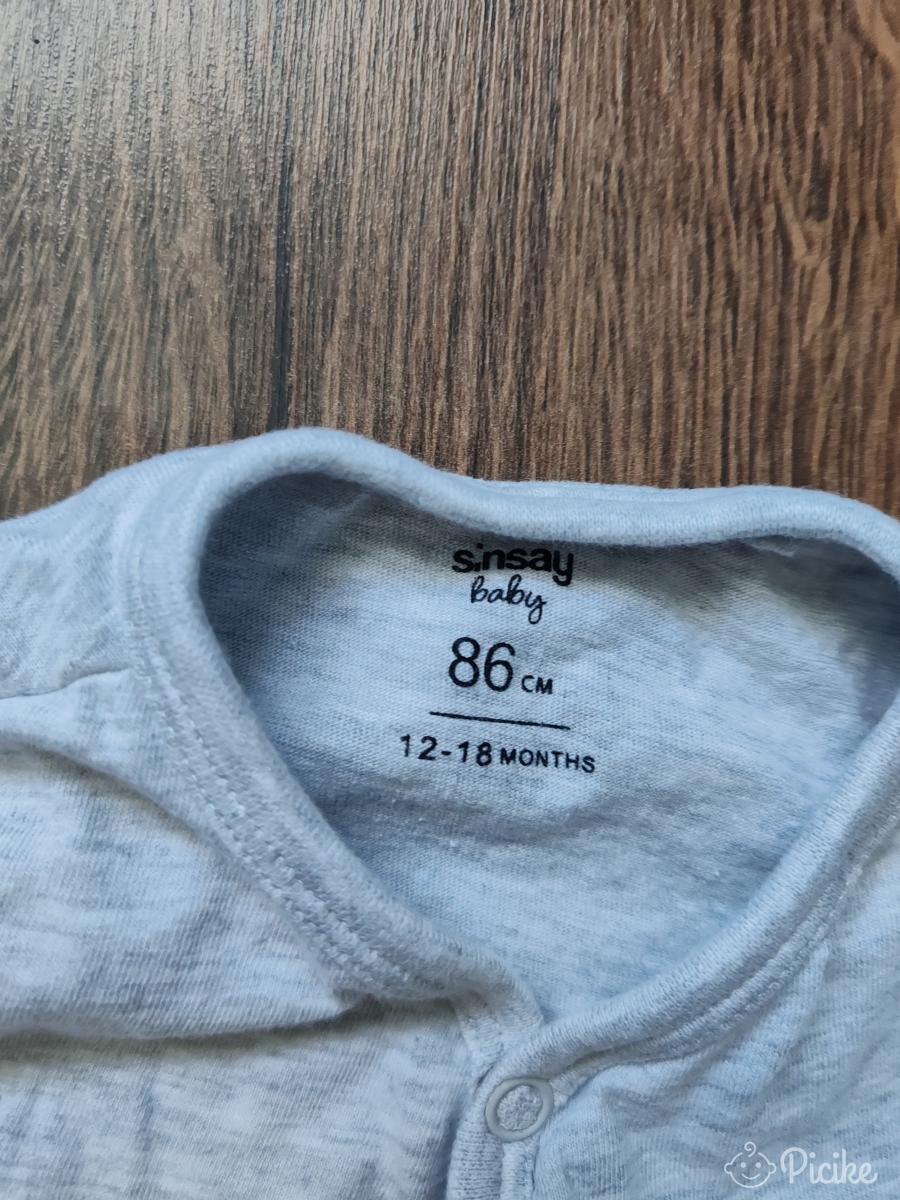 sinsay
baby
86 CM
12-18 MONTHS
Picike